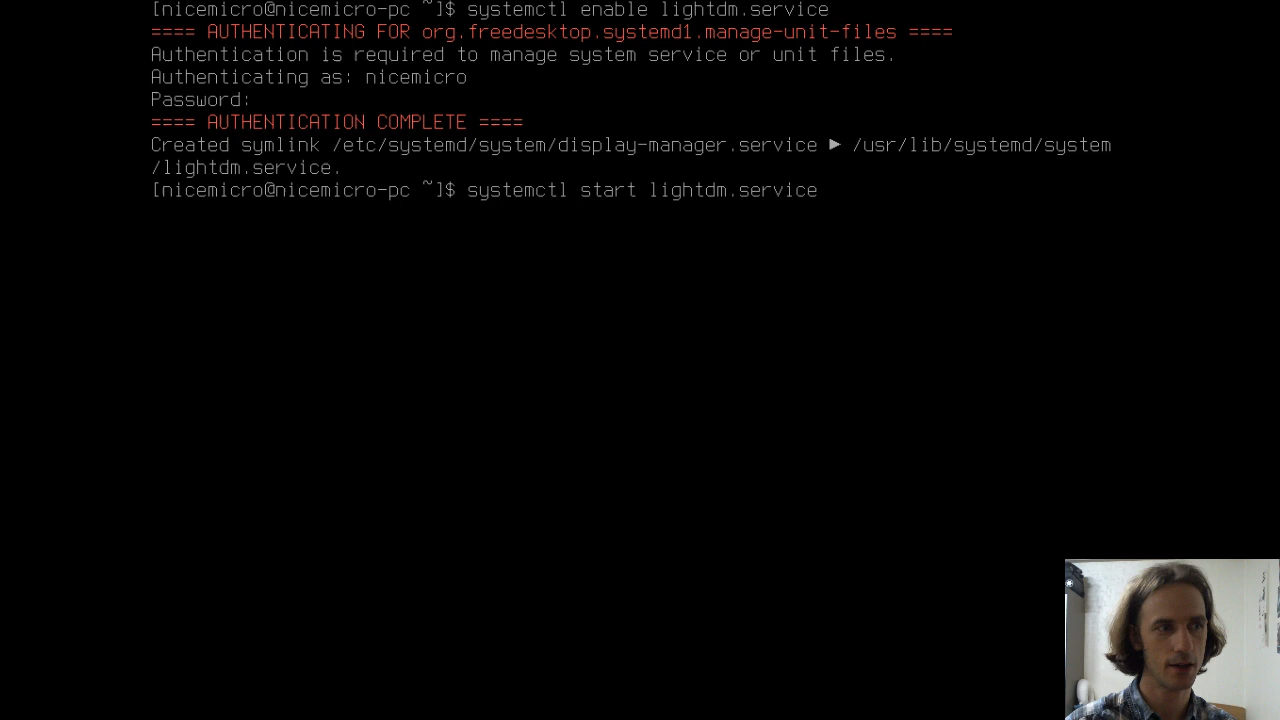 [nicemicro@nicemicro-pc ~]$ systemctl enable lightdm.service
==== AUTHENTICATING FOR org.freedesktop.systemd1.manage-unit-files ====
Authentication is required to manage system service or unit files.
Authenticating as: nicemicro
Password:
==== AUTHENTICATION COMPLETE ====
Created symlink /etc/systemd/system/display-manager.service ► /usr/lib/systemd/system
/lightdm.service.
[nicemicro@nicemicro-pc ~]$ systemctl start lightdm.service